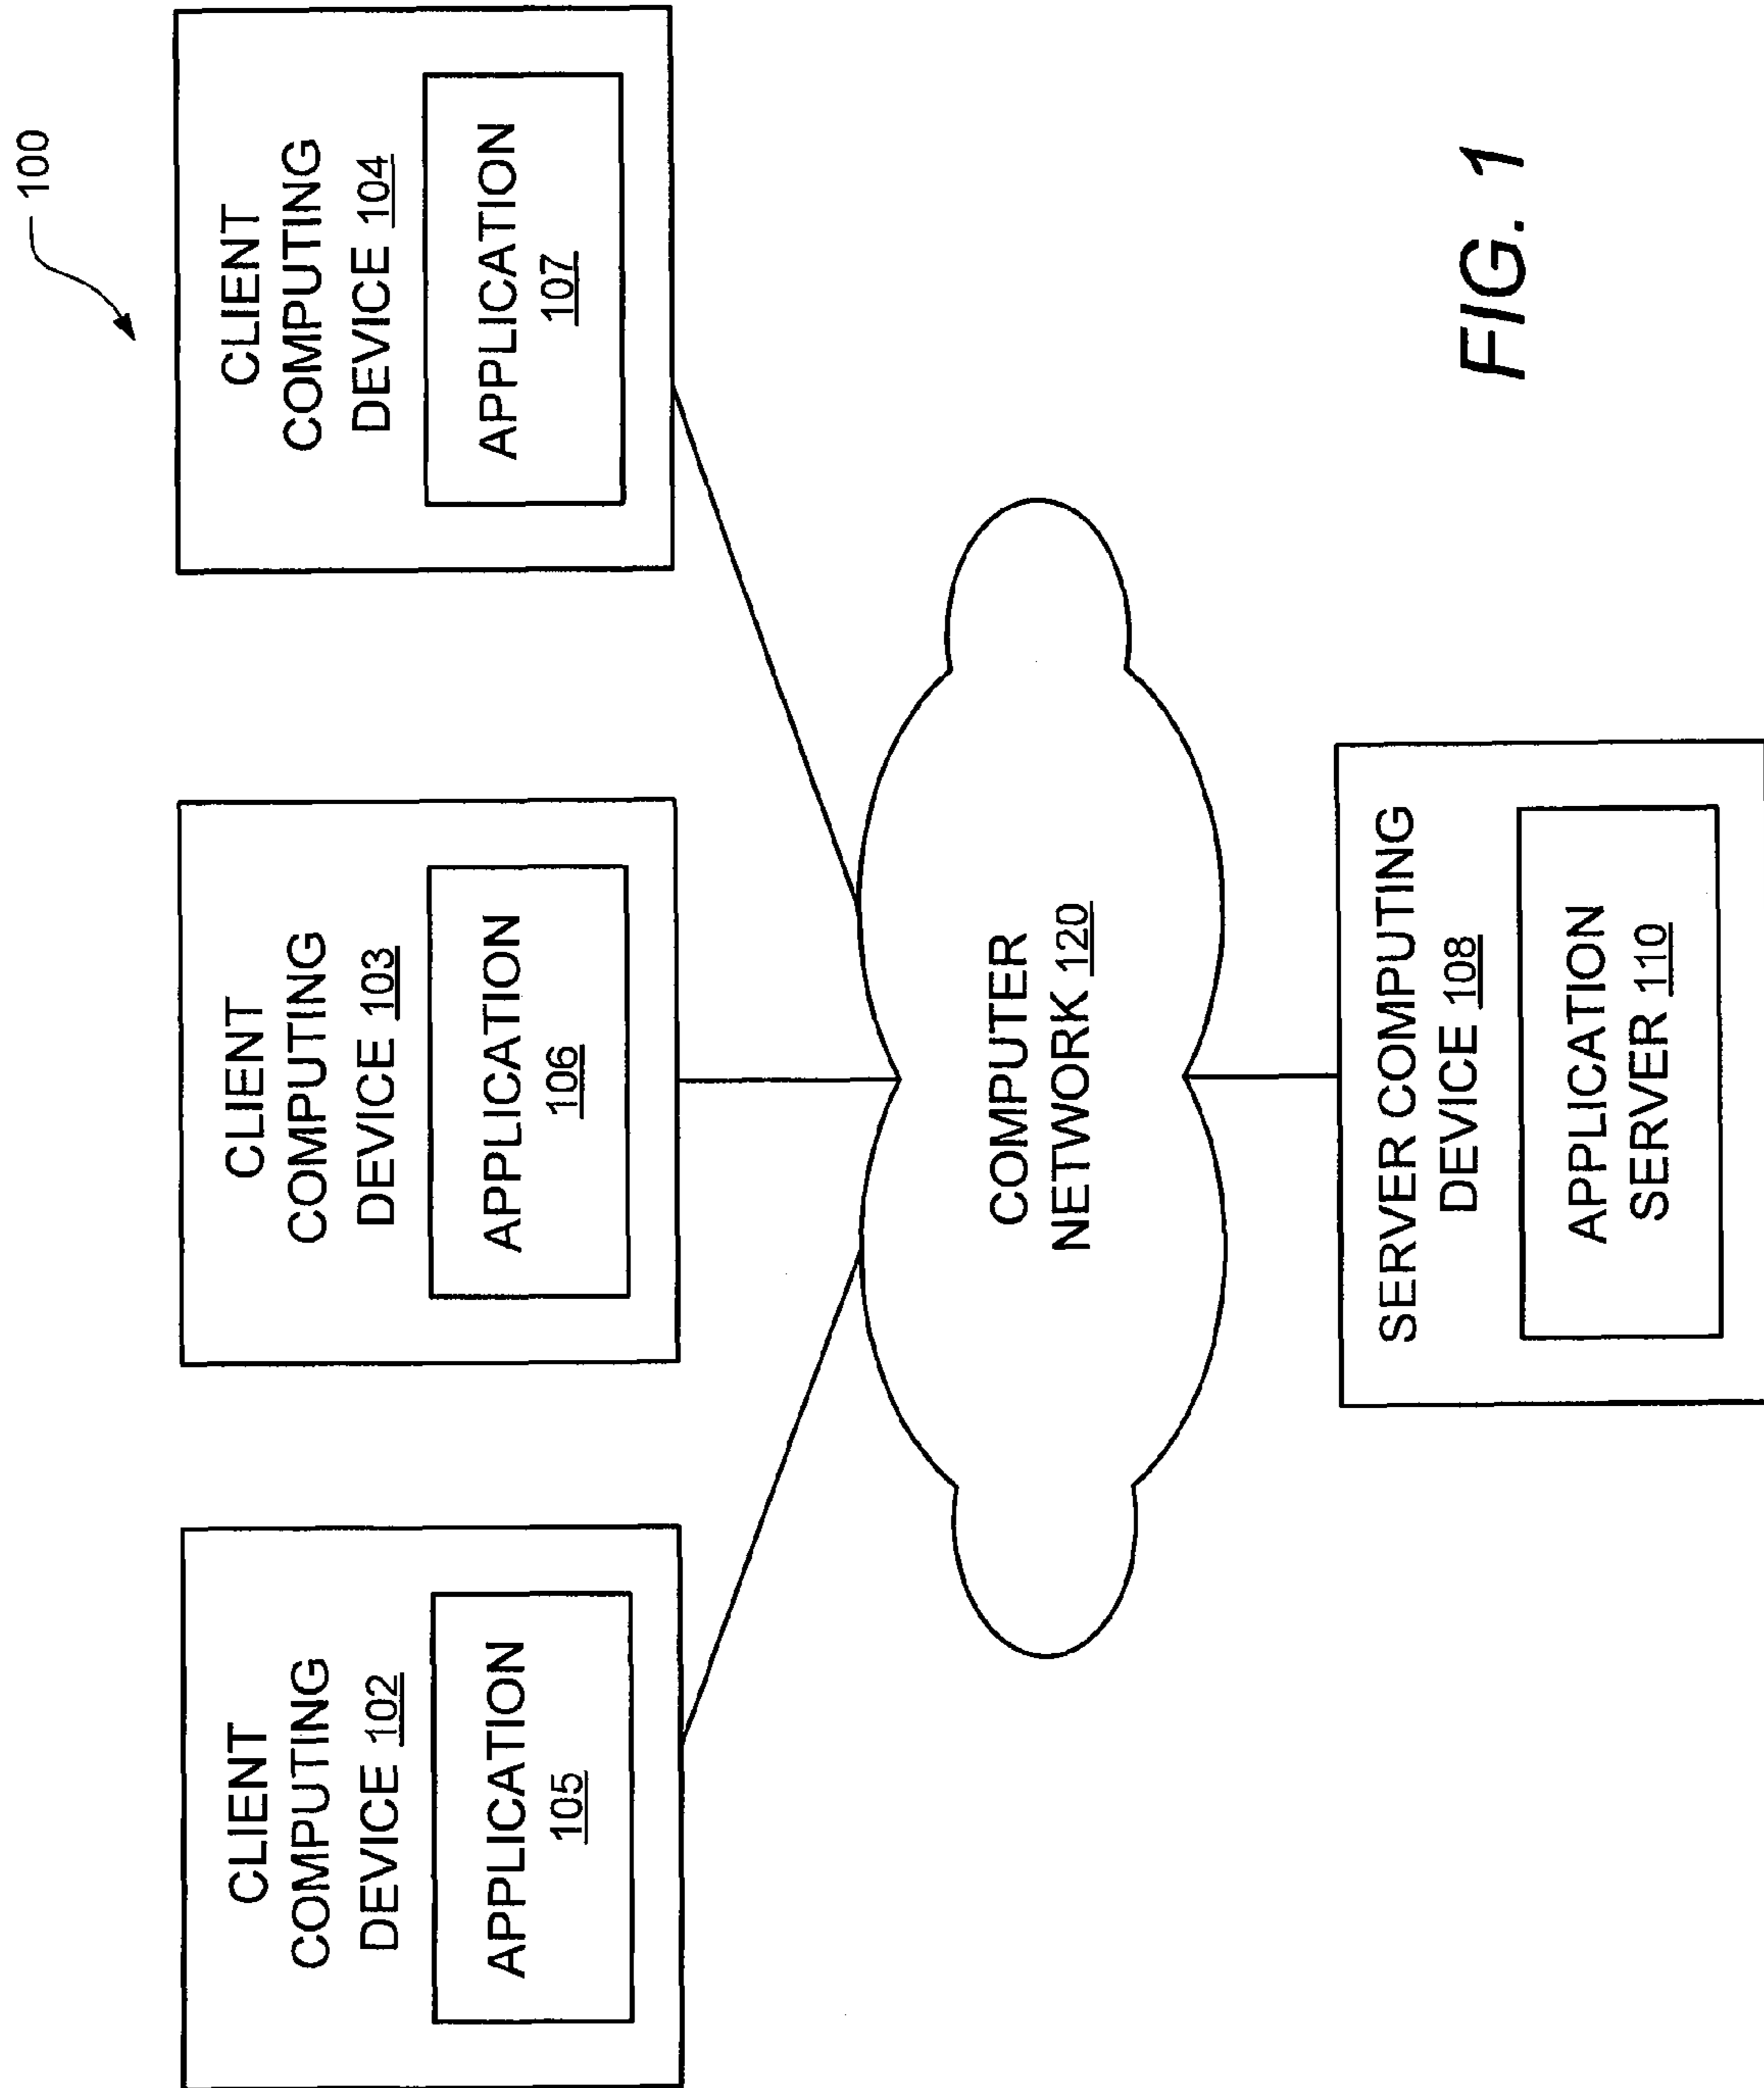 100
CLIENT
COMPUTING
DEVICE 102
APPLICATION
105
CLIENT
COMPUTING
DEVICE 103
APPLICATION
106
CLIENT
COMPUTING
DEVICE 104
APPLICATION
107
COMPUTER
NETWORK 120
SERVER COMPUTING
DEVICE 108
APPLICATION
SERVER 110
FIG. 1